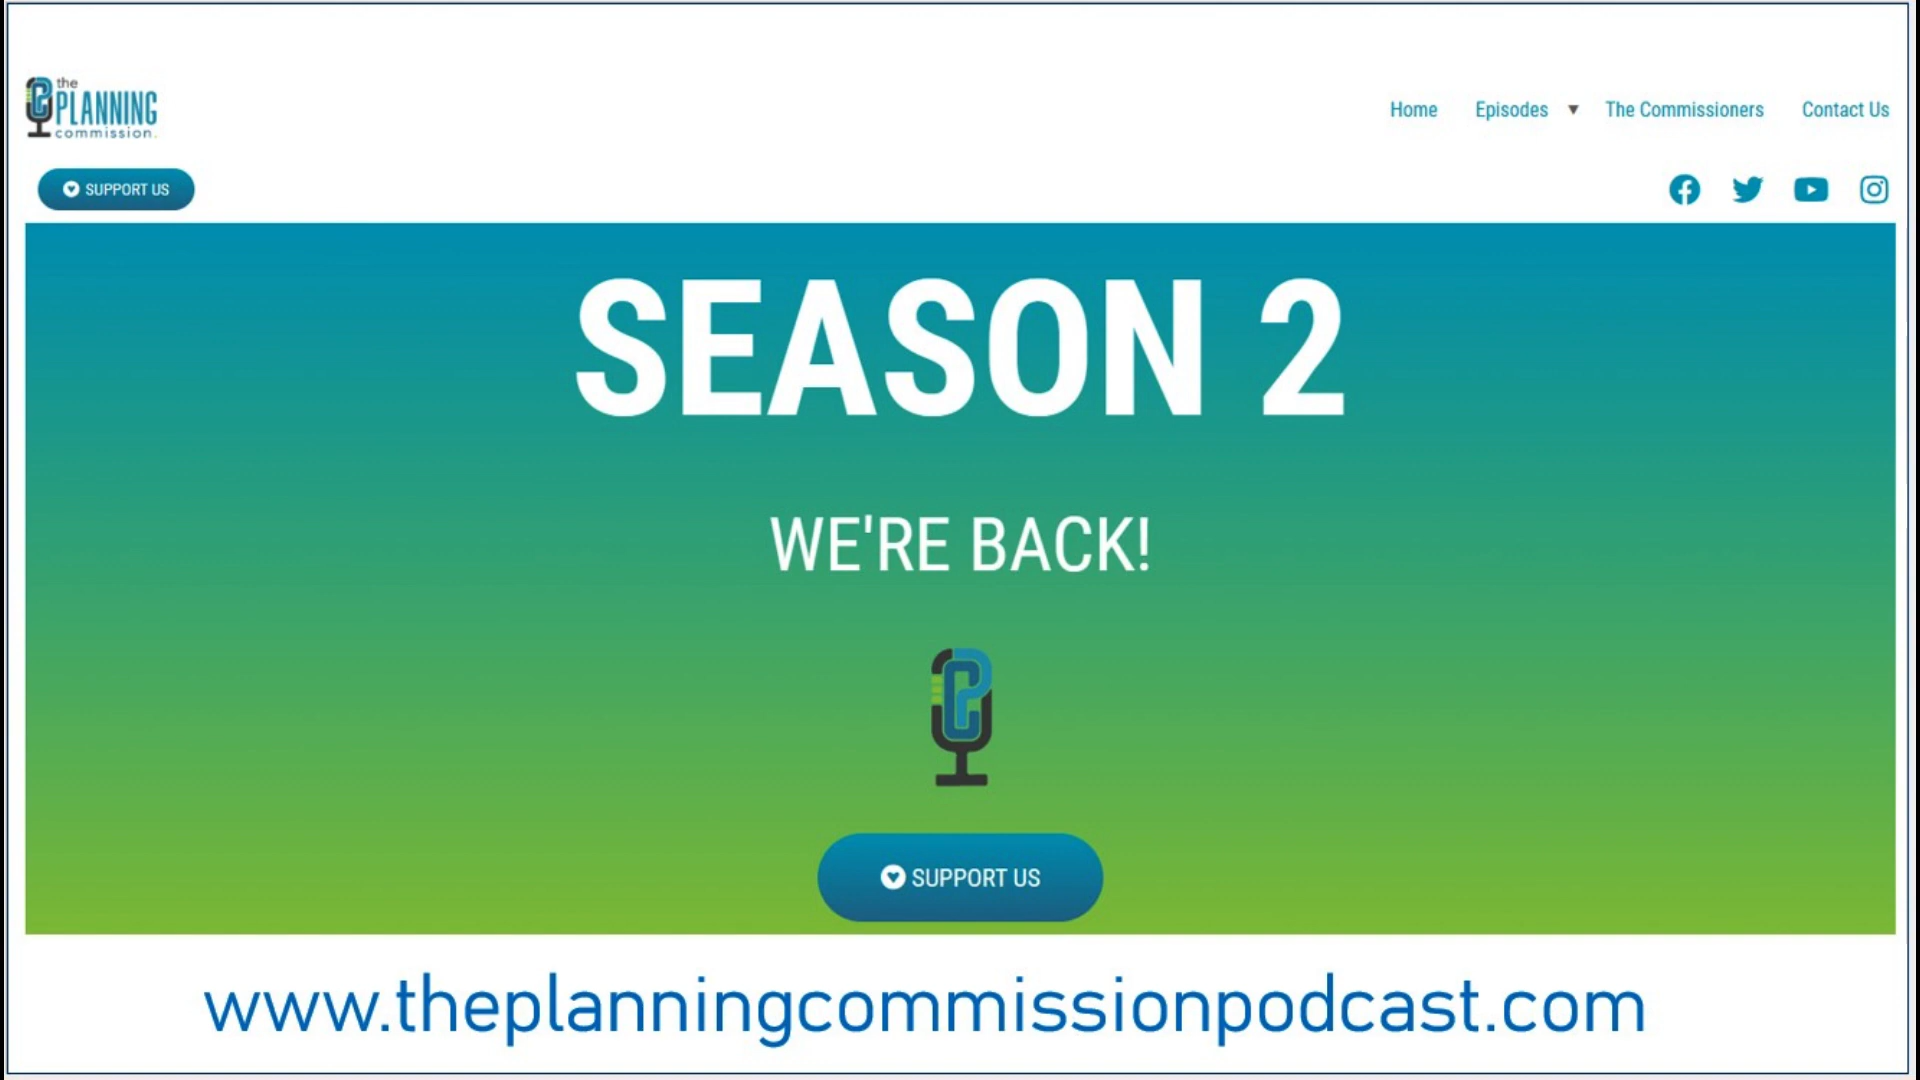 the
PLANNING
commission.
Home Episodes ▼ The Commissioners Contact Us
SUPPORT US
SEASON 2
WE'RE BACK!
SUPPORT US
www.theplanningcommissionpodcast.com